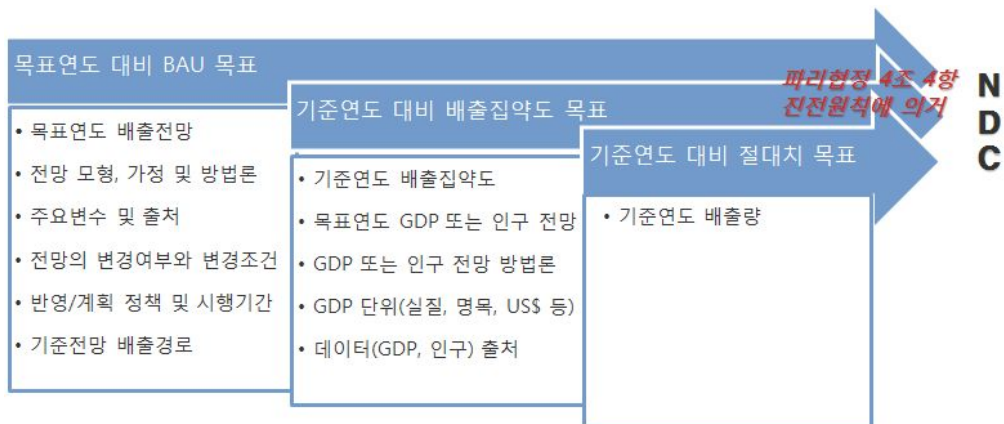 목표연도 대비 BAU 목표
• 목표연도 배출전망
• 전망 모형, 가정 및 방법론
• 주요변수 및 출처
• 전망의 변경여부와 변경조건
• 반영/계획 정책 및 시행기간
• 기준전망 배출경로
기준연도 대비 배출집약도 목표
• 기준연도 배출집약도
• 목표연도 GDP 또는 인구 전망
• GDP 또는 인구 전망 방법론
• GDP 단위(실질, 명목, US$ 등)
• 데이터(GDP, 인구) 출처
기준연도 대비 절대치 목표
• 기준연도 배출량
파리협정 4조 4항
진전원칙에 의거
N
D
C